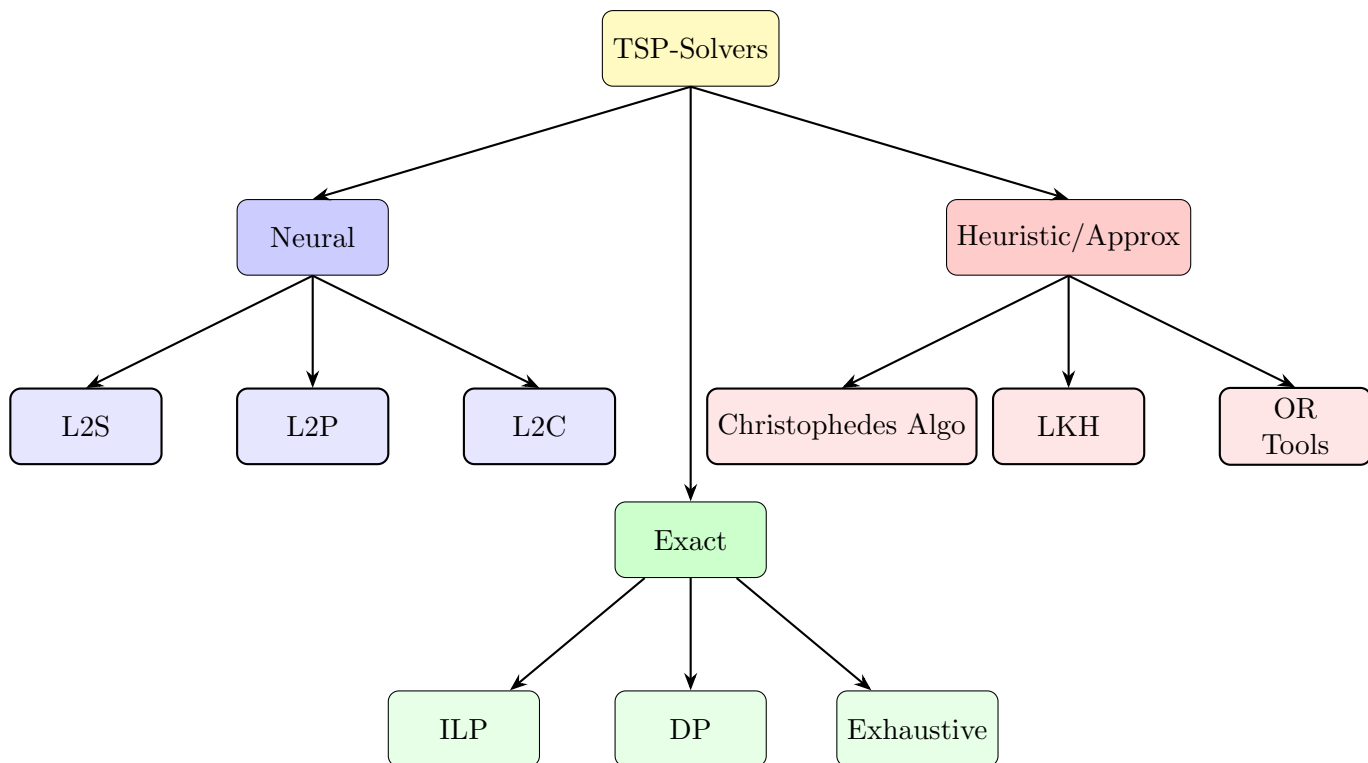 TSP-Solvers
Neural
Heuristic/Approx
L2S
L2P
L2C
Christophedes Algo
LKH
OR
Tools
Exact
ILP
DP
Exhaustive